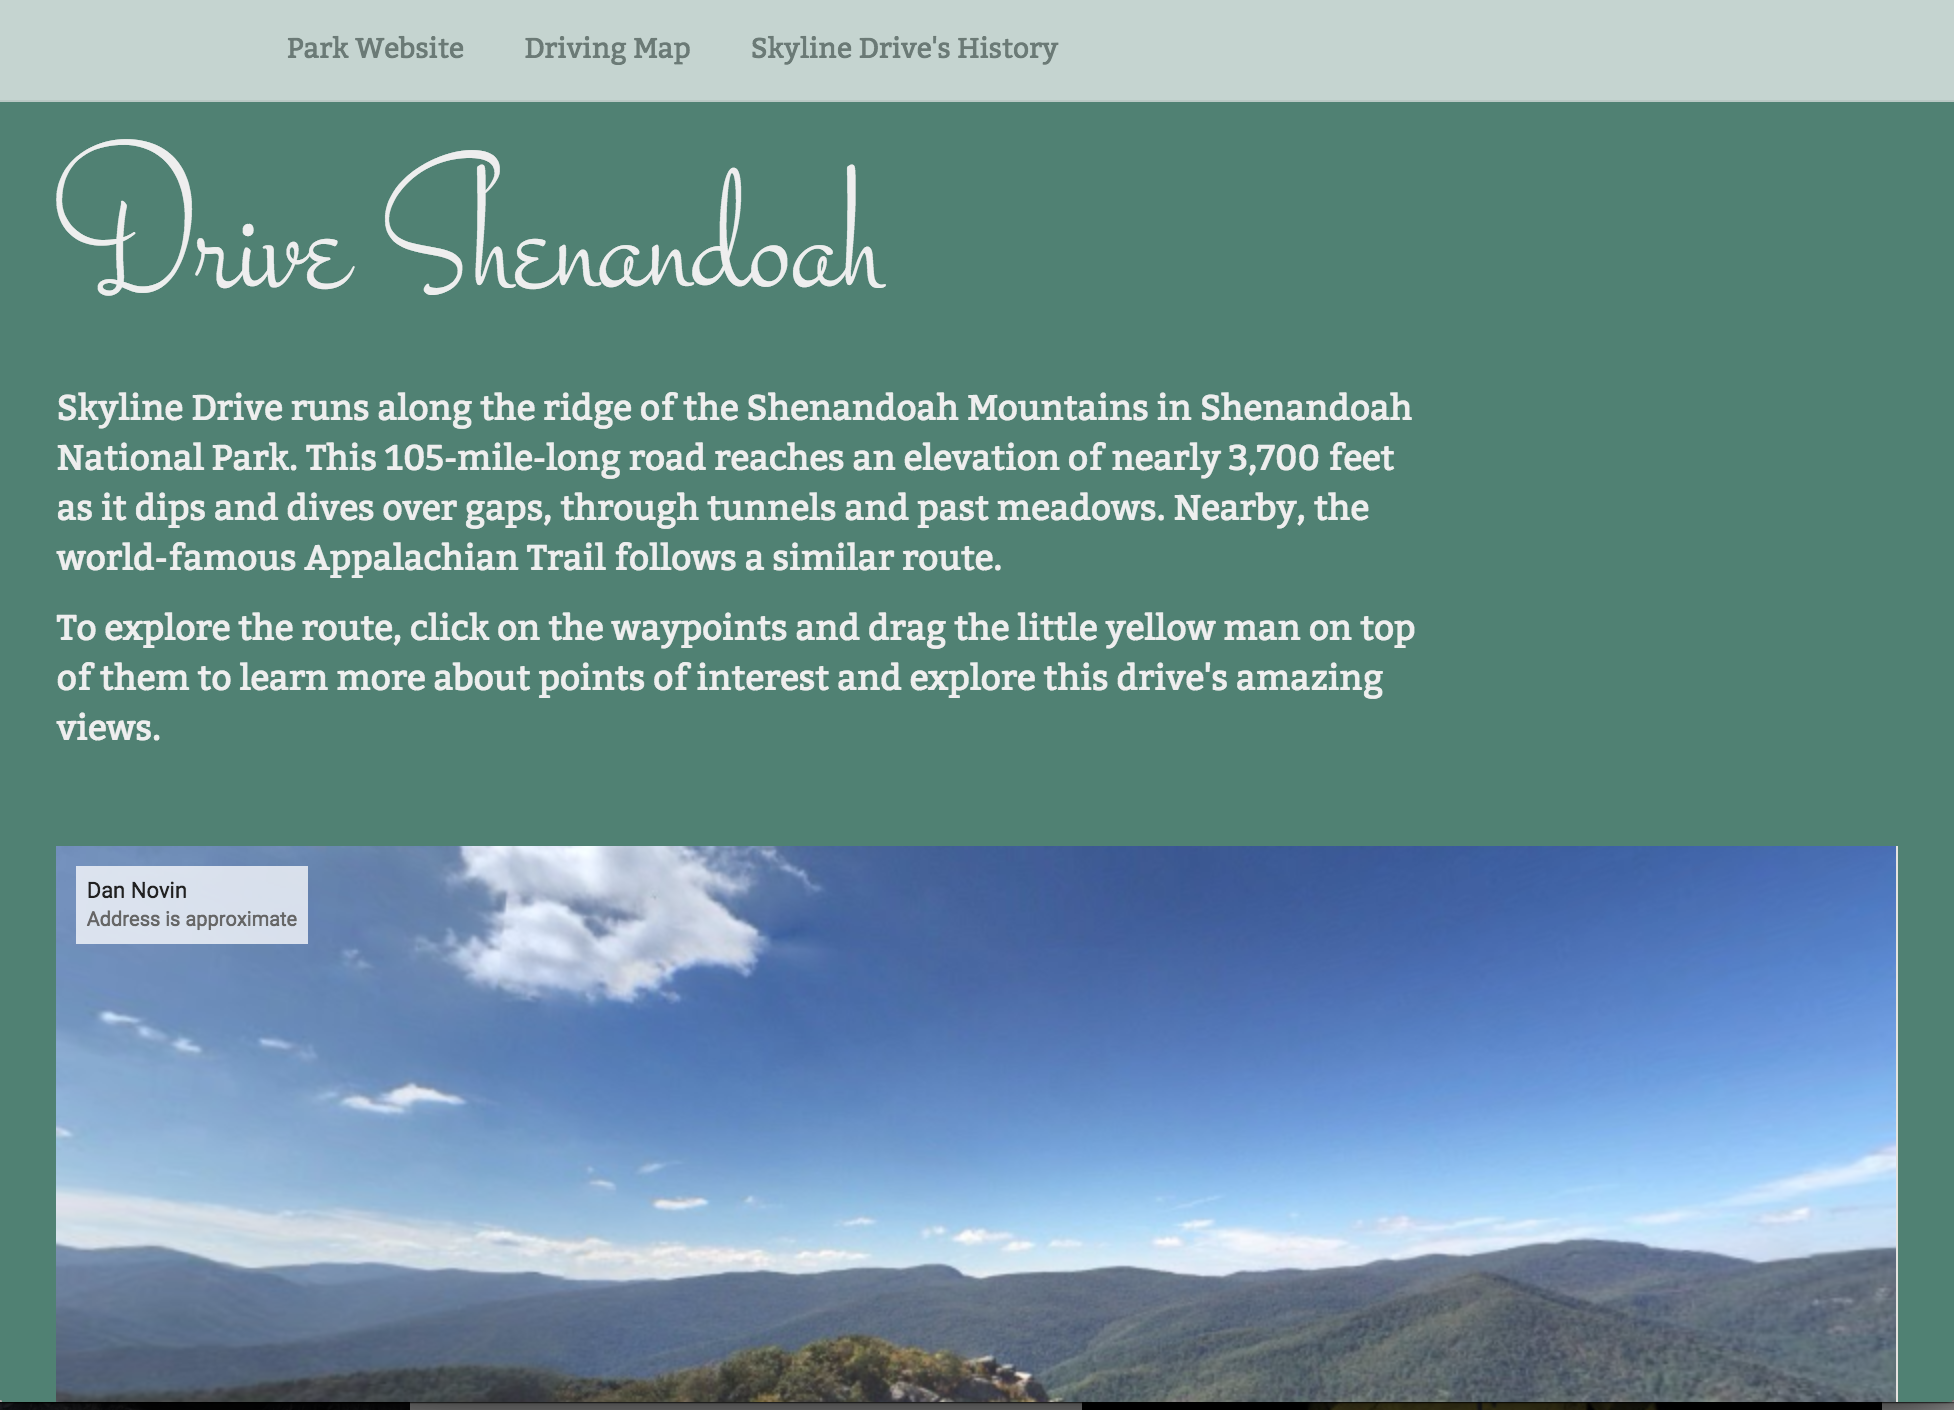 Park Website Driving Map Skyline Drive's History
Drive Shenandoah
Skyline Drive runs along the ridge of the Shenandoah Mountains in Shenandoah
National Park. This 105-mile-long road reaches an elevation of nearly 3,700 feet
as it dips and dives over gaps, through tunnels and past meadows. Nearby, the
world-famous Appalachian Trail follows a similar route.
To explore the route, click on the waypoints and drag the little yellow man on top
of them to learn more about points of interest and explore this drive's amazing
views.
Dan Novin
Address is approximate